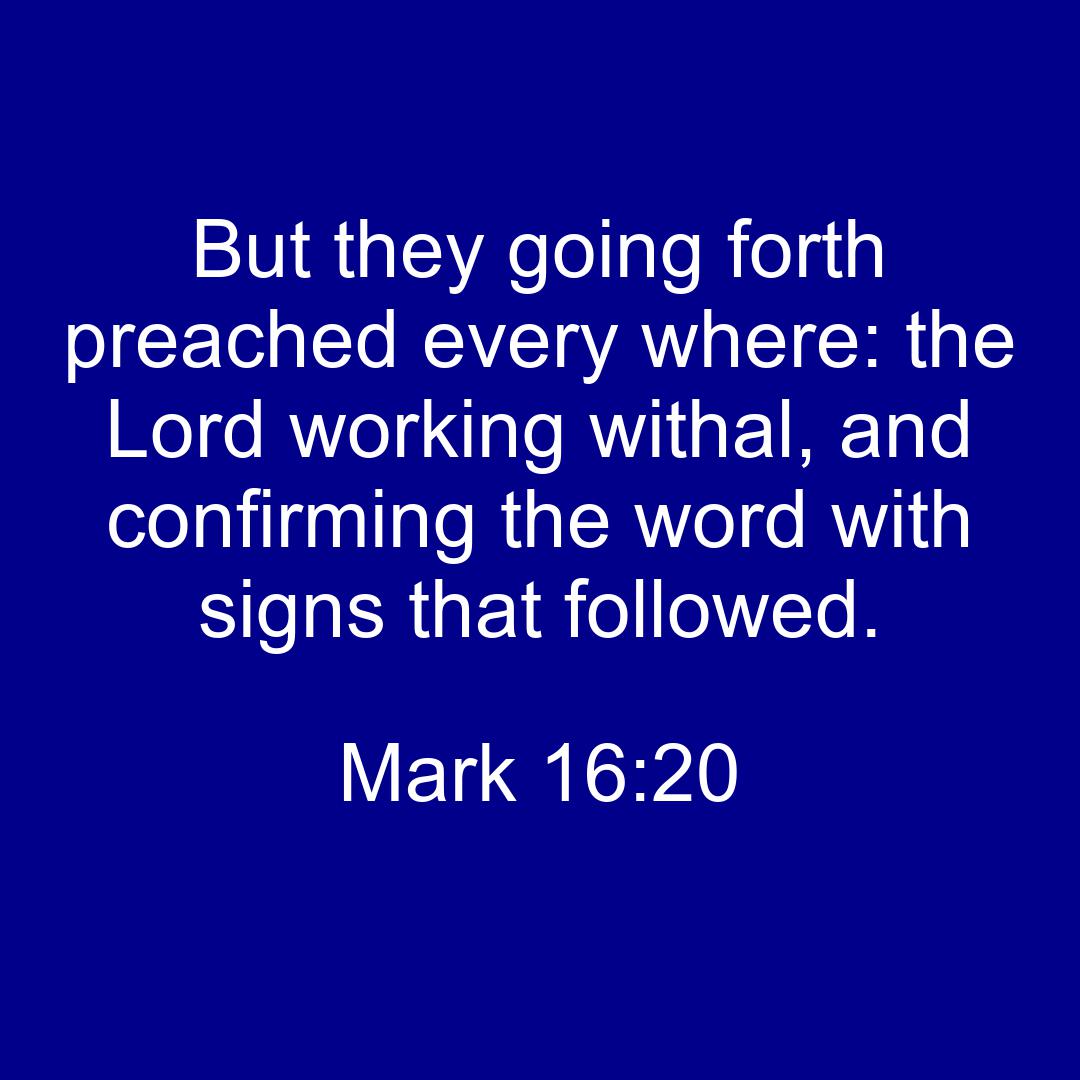 But they going forth
preached every where: the
Lord working withal, and
confirming the word with
signs that followed.
Mark 16:20